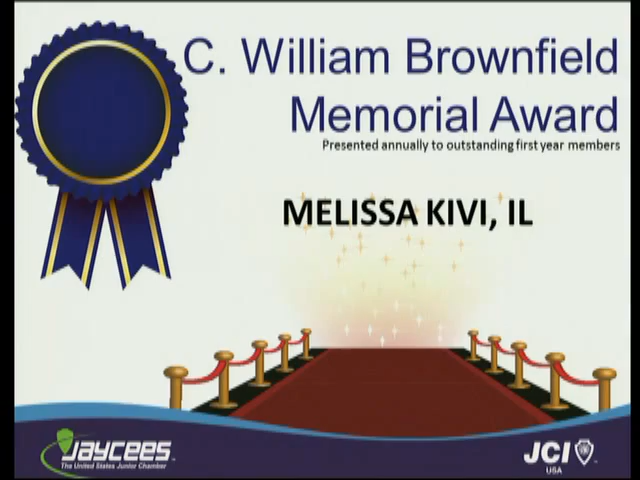 C. William Brownfield
Memorial Award
Presented annually to outstanding first year members
MELISSA KIVI, IL
JAYCEES
The United States Junior Chamber
JCI
USA